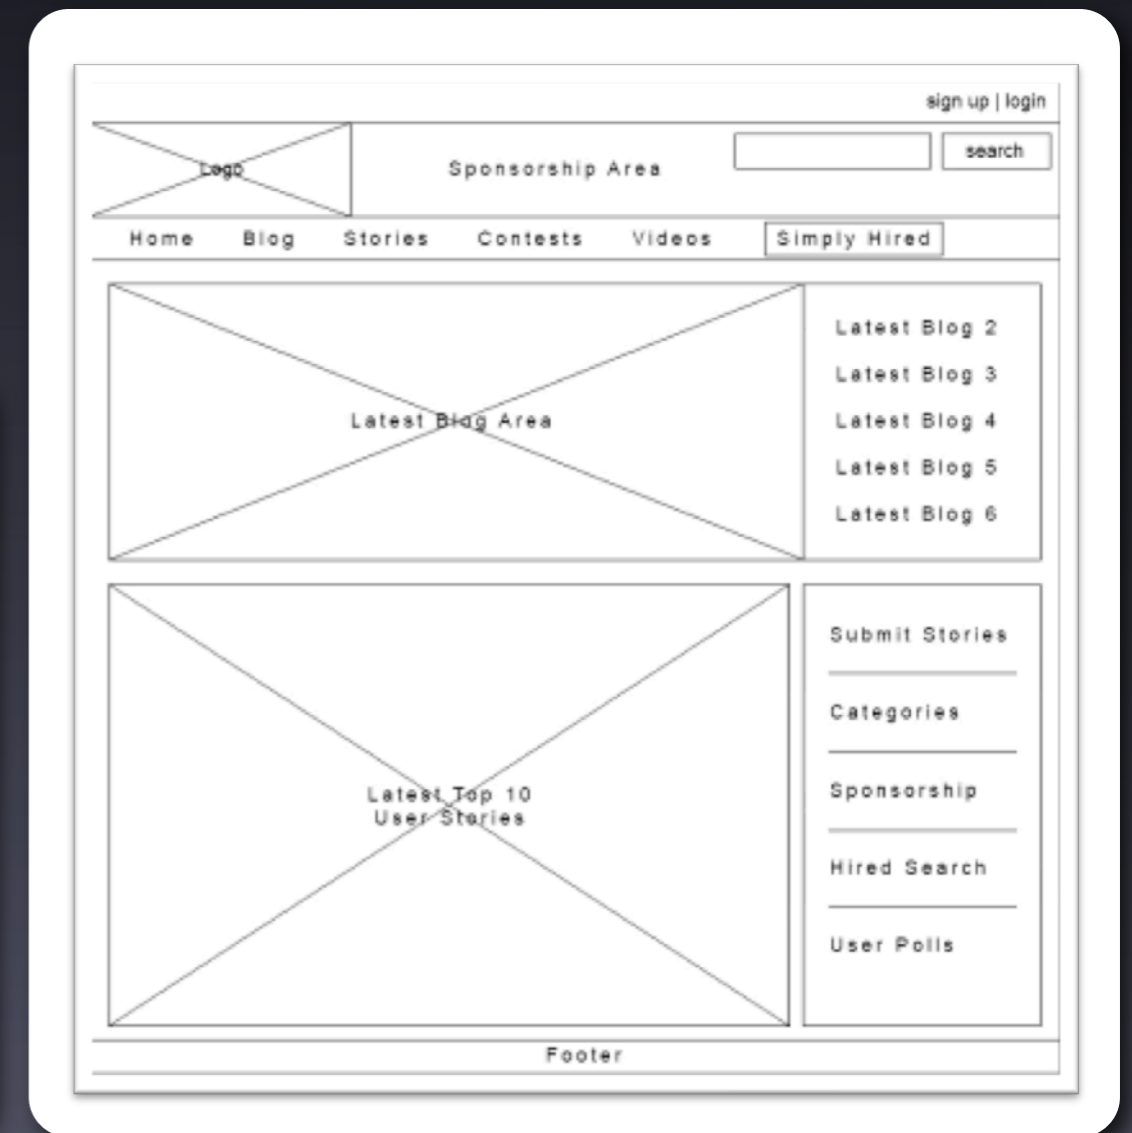 sign up | login
Logo
Sponsorship Area
search
Home Blog Stories Contests Videos Simply Hired
Latest Blog Area
Latest Blog 2
Latest Blog 3
Latest Blog 4
Latest Blog 5
Latest Blog 6
Latest Top 10
User Stories
Submit Stories
Categories
Sponsorship
Hired Search
User Polls
Footer